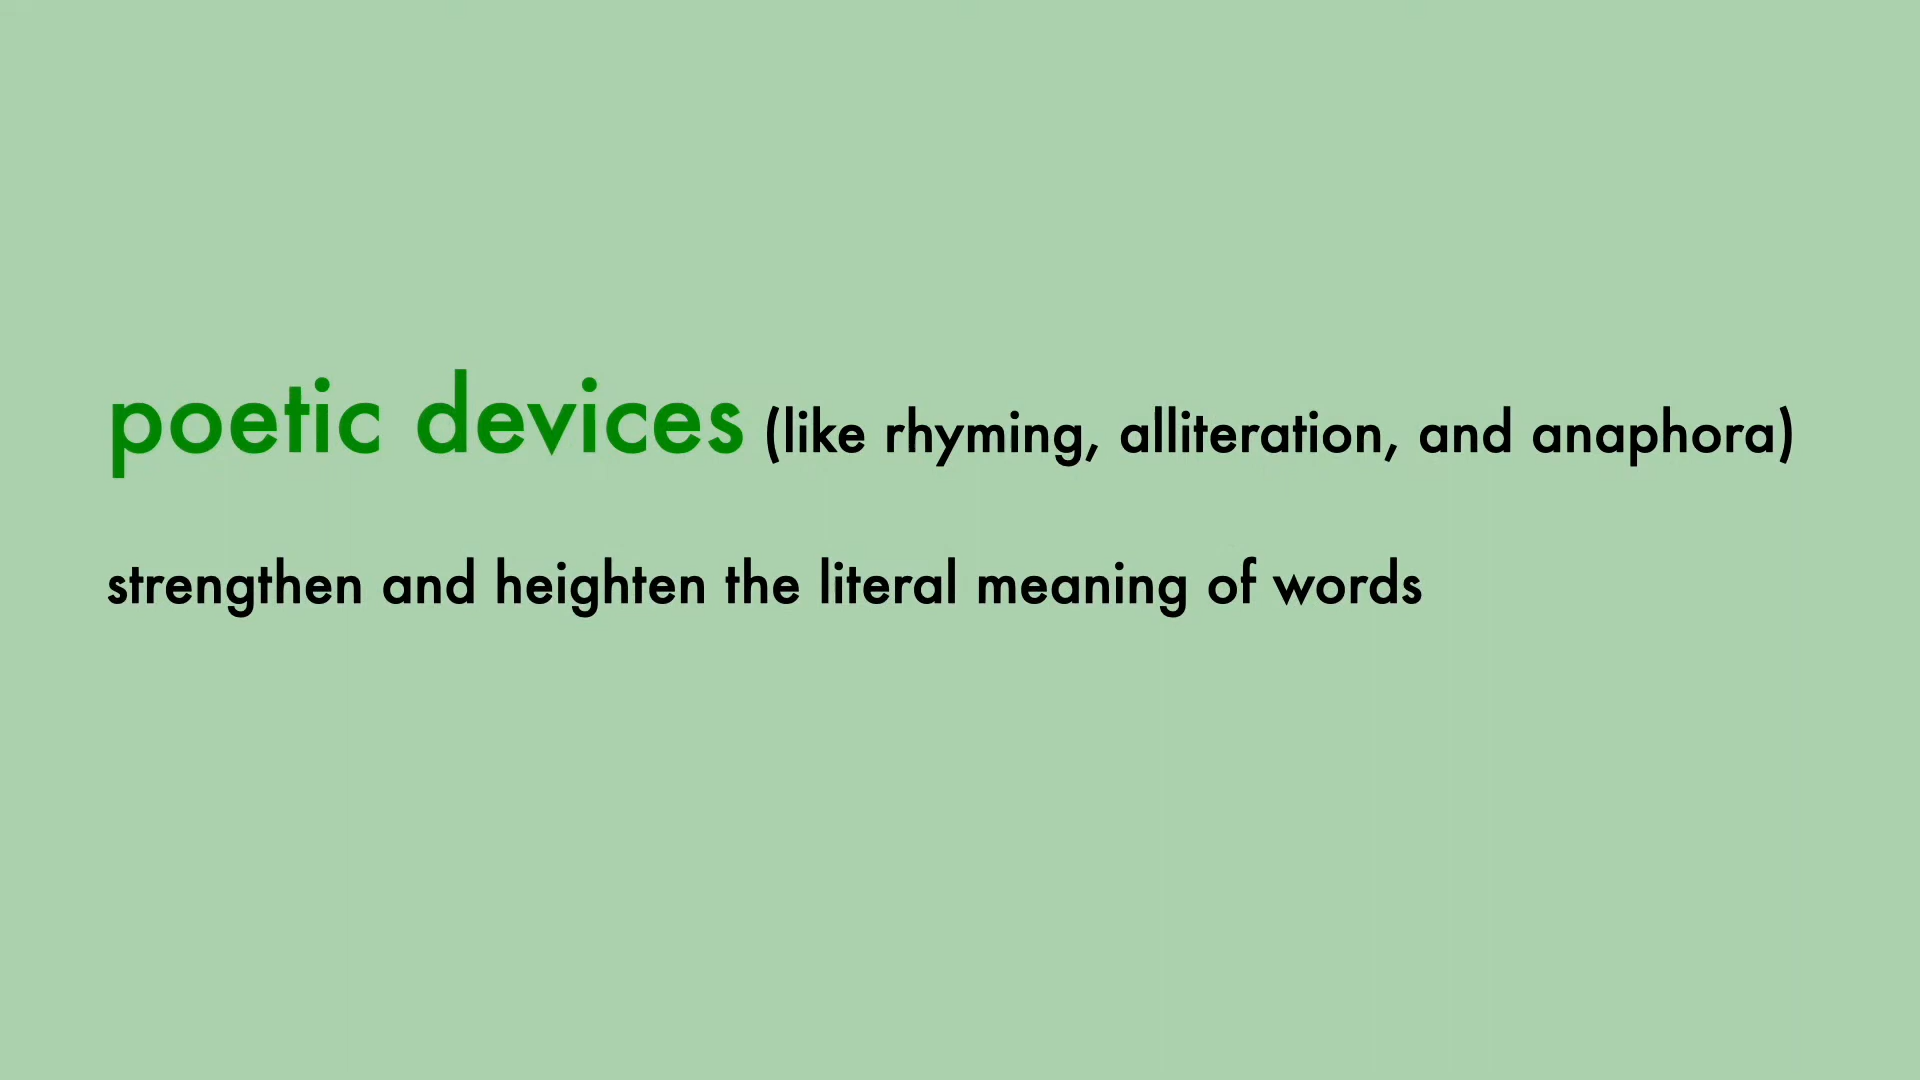 poetic devices (like rhyming, alliteration, and anaphora)
strengthen and heighten the literal meaning of words